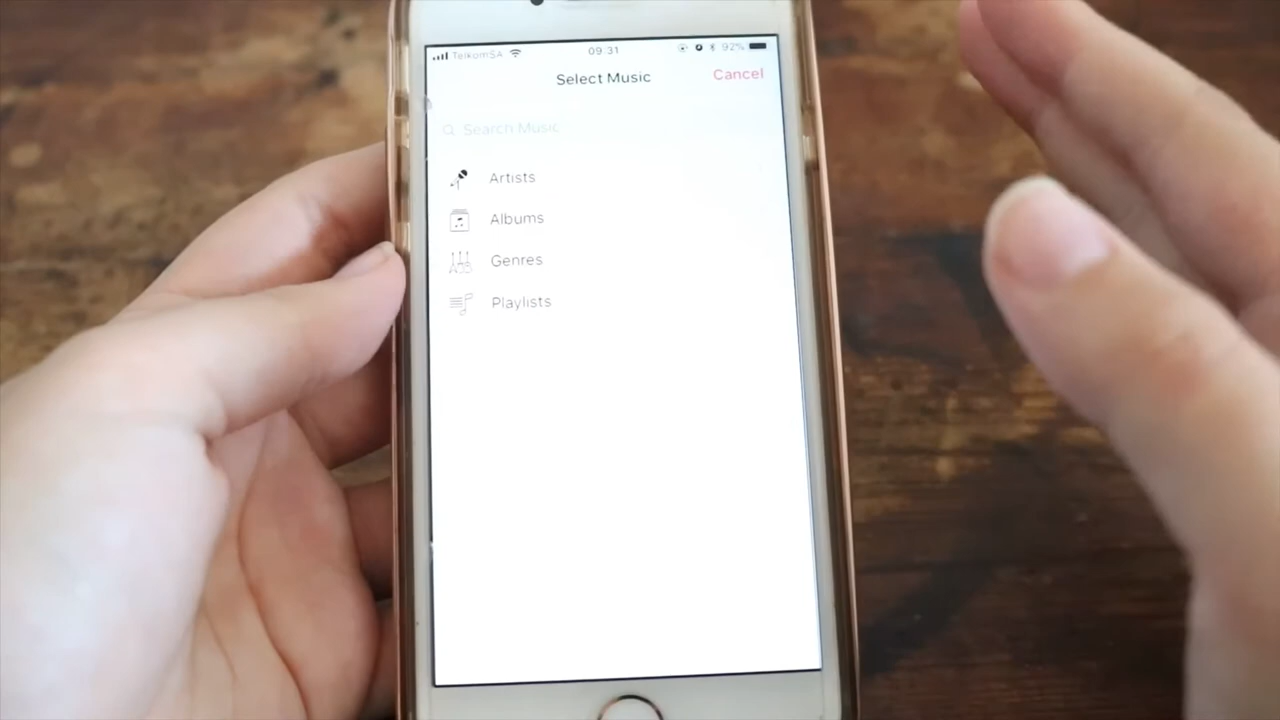 TelkomSA 09:31 92%
Select Music Cancel
Search Music
Artists
Albums
Genres
Playlists